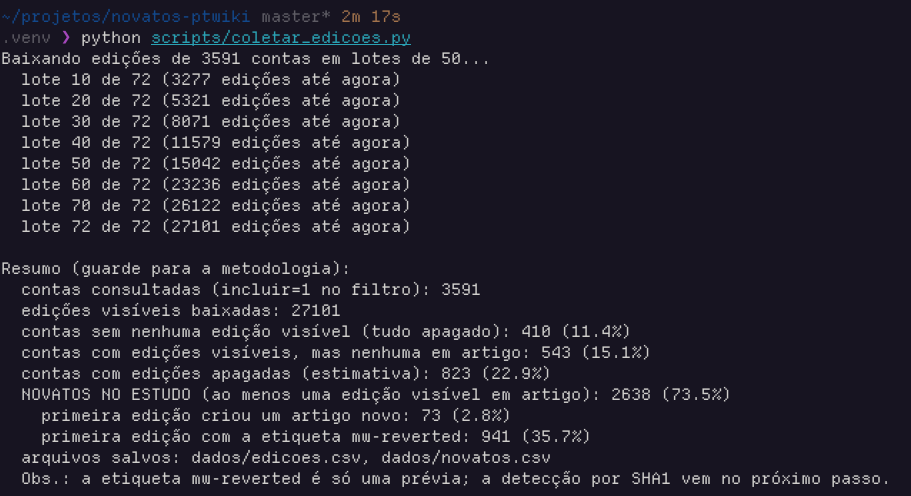 ~/projetos/novatos-ptwiki master* 2m 17s
.venv ❯ python scripts/coletar_edicoes.py
Baixando edições de 3591 contas em lotes de 50...
  lote 10 de 72 (3277 edições até agora)
  lote 20 de 72 (5321 edições até agora)
  lote 30 de 72 (8071 edições até agora)
  lote 40 de 72 (11579 edições até agora)
  lote 50 de 72 (15042 edições até agora)
  lote 60 de 72 (23236 edições até agora)
  lote 70 de 72 (26122 edições até agora)
  lote 72 de 72 (27101 edições até agora)

Resumo (guarde para a metodologia):
  contas consultadas (incluir=1 no filtro): 3591
  edições visíveis baixadas: 27101
  contas sem nenhuma edição visível (tudo apagado): 410 (11.4%)
  contas com edições visíveis, mas nenhuma em artigo: 543 (15.1%)
  contas com edições apagadas (estimativa): 823 (22.9%)
  NOVATOS NO ESTUDO (ao menos uma edição visível em artigo): 2638 (73.5%)
    primeira edição criou um artigo novo: 73 (2.8%)
    primeira edição com a etiqueta mw-reverted: 941 (35.7%)
  arquivos salvos: dados/edicoes.csv, dados/novatos.csv
  Obs.: a etiqueta mw-reverted é só uma prévia; a detecção por SHA1 vem no próximo passo.